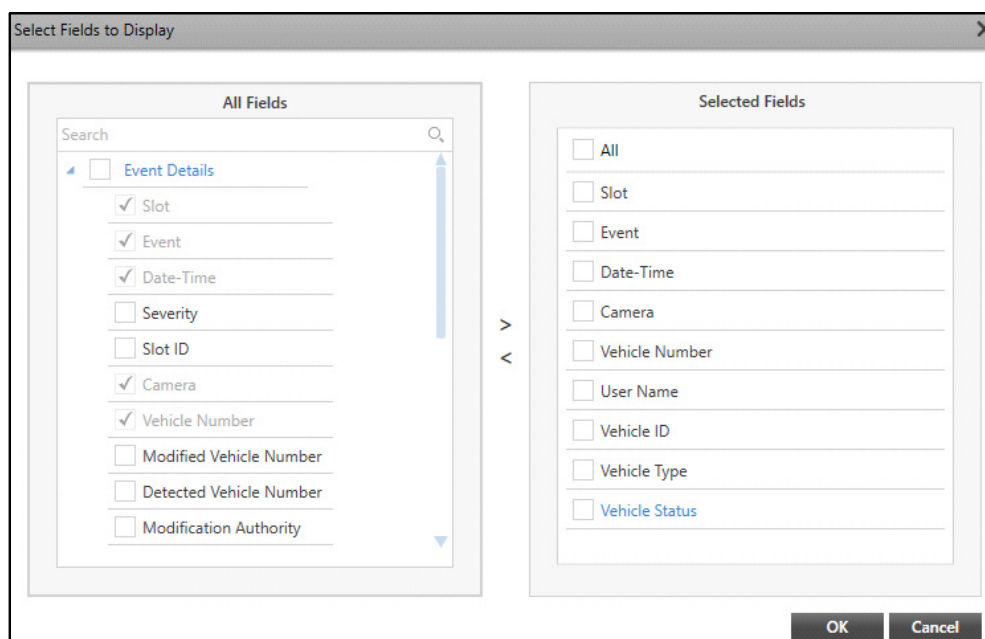 Select Fields to Display
All Fields
Search
Event Details
Slot
Event
Date-Time
Severity
Slot ID
Camera
Vehicle Number
Modified Vehicle Number
Detected Vehicle Number
Modification Authority
>
<
Selected Fields
All
Slot
Event
Date-Time
Camera
Vehicle Number
User Name
Vehicle ID
Vehicle Type
Vehicle Status
OK
Cancel